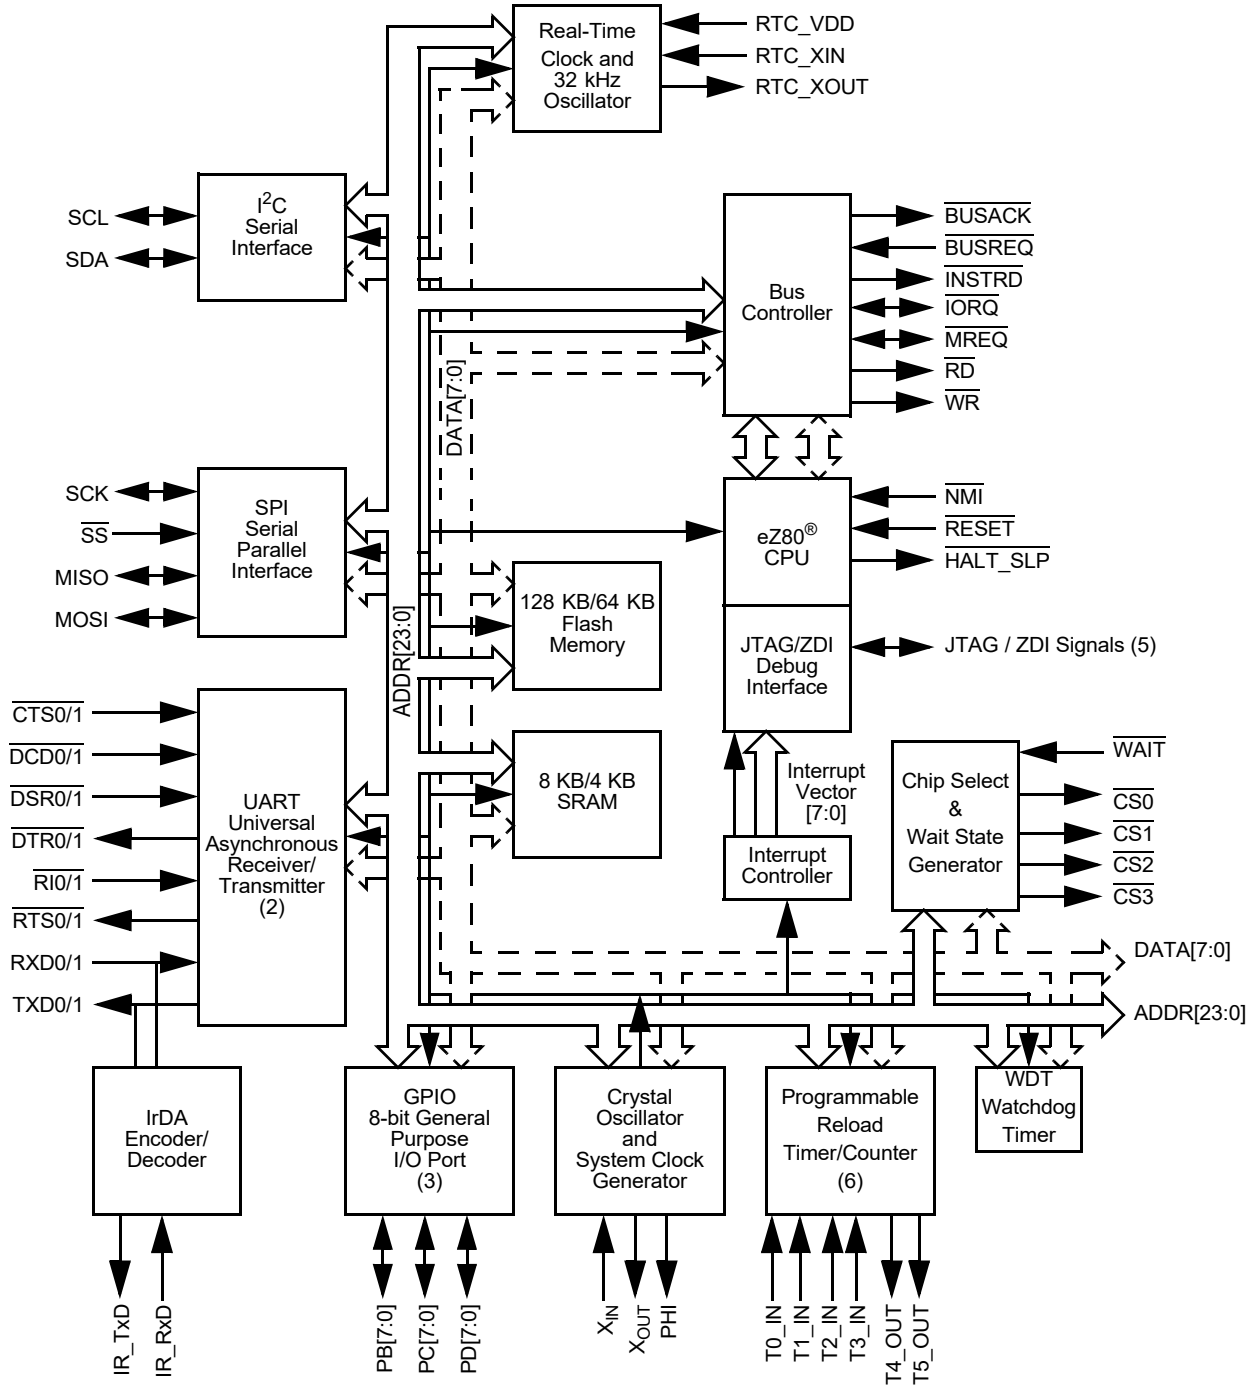 Real-Time
Clock and
32 kHz
Oscillator
RTC_VDD
RTC_XIN
RTC_XOUT
I²C
Serial
Interface
SCL
SDA
Bus
Controller
BUSACK
BUSREQ
INSTRD
IORQ
MREQ
RD
WR
DATA[7:0]
SPI
Serial
Parallel
Interface
SCK
SS
MISO
MOSI
eZ80®
CPU
NMI
RESET
HALT_SLP
128 KB/64 KB
Flash
Memory
ADDR[23:0]
JTAG/ZDI
Debug
Interface
JTAG / ZDI Signals (5)
CTS0/1
DCD0/1
DSR0/1
DTR0/1
RI0/1
RTS0/1
RXD0/1
TXD0/1
UART
Universal
Asynchronous
Receiver/
Transmitter
(2)
8 KB/4 KB
SRAM
Interrupt
Vector
[7:0]
Interrupt
Controller
Chip Select
&
Wait State
Generator
WAIT
CS0
CS1
CS2
CS3
DATA[7:0]
ADDR[23:0]
IrDA
Encoder/
Decoder
GPIO
8-bit General
Purpose
I/O Port
(3)
Crystal
Oscillator
and
System Clock
Generator
Programmable
Reload
Timer/Counter
(6)
WDT
Watchdog
Timer
IR_TxD
IR_RxD
PB[7:0]
PC[7:0]
PD[7:0]
XIN
XOUT
PHI
T0_IN
T1_IN
T2_IN
T3_IN
T4_OUT
T5_OUT